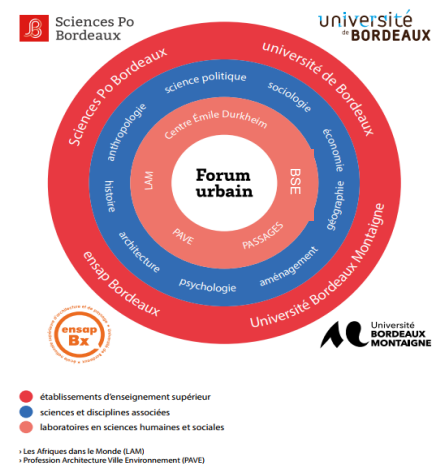 Sciences Po
Bordeaux
université
de BORDEAUX
Sciences Po Bordeaux
université de Bordeaux
Université Bordeaux Montaigne
ensap Bordeaux
science politique
sociologie
économie
géographie
aménagement
psychologie
architecture
histoire
anthropologie
Centre Émile Durkheim
BSE
PASSAGES
PAVE
LAM
Forum
urbain
ensap
Bx
Université
BORDEAUX
MONTAIGNE
établissements d'enseignement supérieur
sciences et disciplines associées
laboratoires en sciences humaines et sociales
› Les Afriques dans le Monde (LAM)
› Profession Architecture Ville Environnement (PAVE)